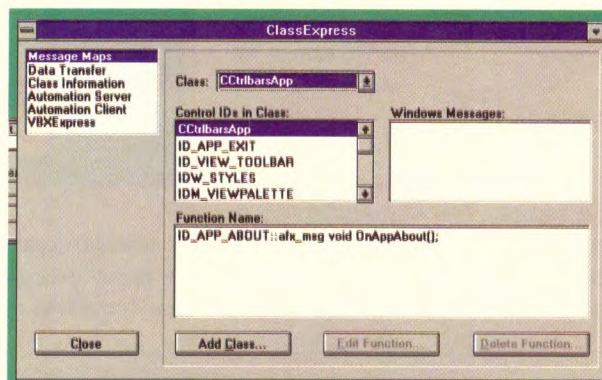 ClassExpress
Message Maps
Data Transfer
Class Information
Automation Server
Automation Client
VBXExpress
Class:
CCtrlbarsApp
Control IDs in Class:
Windows Messages:
CCtrlbarsApp
ID_APP_EXIT
ID_VIEW_TOOLBAR
IDW_STYLES
IDM_VIEWPALETTE
Function Name:
ID_APP_ABOUT::afx_msg void OnAppAbout();
Close
Add Class...
Edit Function...
Delete Function...